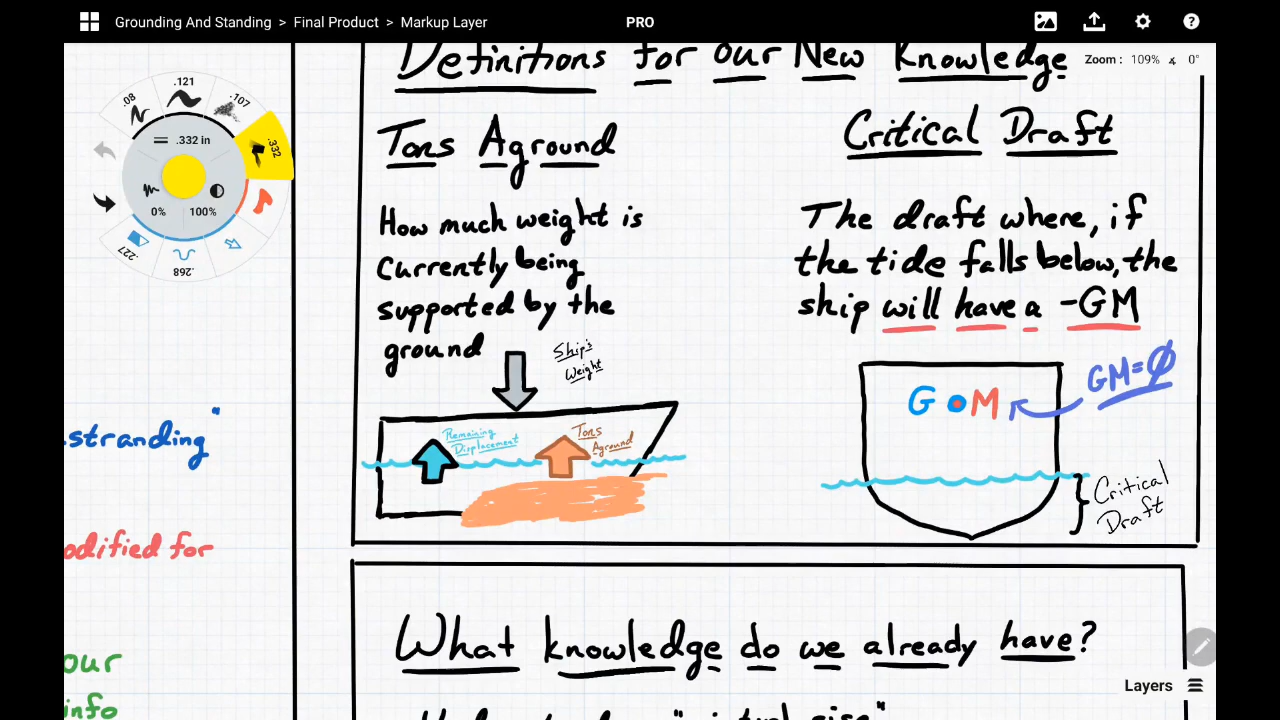 Grounding And Standing > Final Product > Markup Layer
PRO
Zoom : 109% 0°
.08
.121
.107
.332
.332 in
0% 100%
.227
.268
Definitions for our New Knowledge
Tons Aground
How much weight is
currently being
supported by the
ground
Ship's
Weight
Remaining
Displacement
Tons
Aground
Critical Draft
The draft where, if
the tide falls below, the
ship will have a -GM
G M
GM=Ø
Critical
Draft
stranding"
odified for
our
info
What knowledge do we already have?
Layers